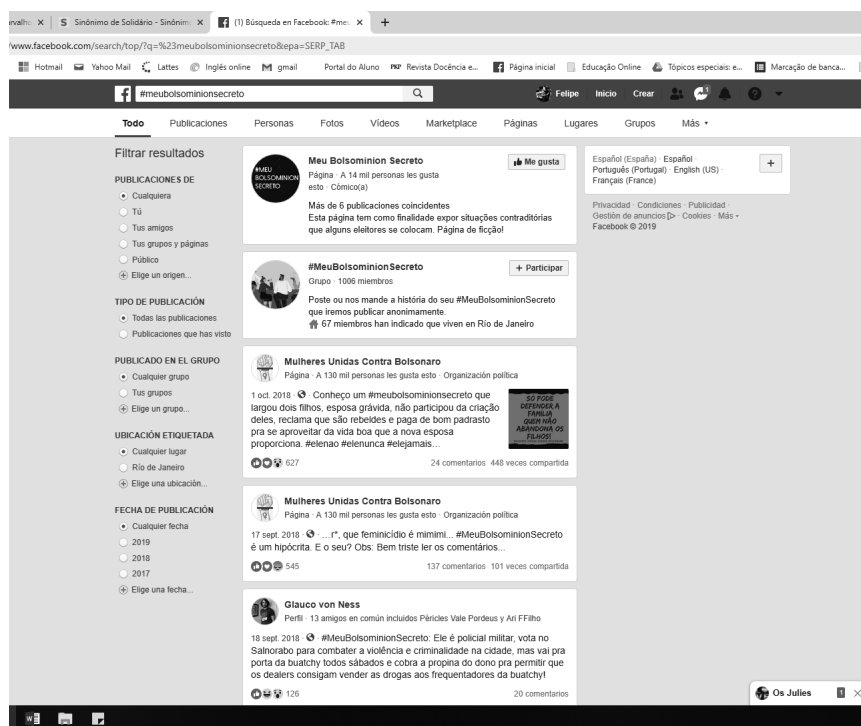 arvalho X S Sinônimo de Solidário - Sinônim X (1) Búsqueda en Facebook: #meu X +
/www.facebook.com/search/top/?q=%23meubolsominionsecreto&epa=SERP_TAB
Hotmail Yahoo Mail Lattes Inglês online gmail Portal do Aluno PKP Revista Docência e... Página inicial Educação Online Tópicos especiais: e... Marcação de banca...
#meubolsominionsecreto
Felipe Inicio Crear 1
Todo Publicaciones Personas Fotos Vídeos Marketplace Páginas Lugares Grupos Más
Filtrar resultados
PUBLICACIONES DE
Cualquiera
Tú
Tus amigos
Tus grupos y páginas
Público
Elige un origen...
TIPO DE PUBLICACIÓN
Todas las publicaciones
Publicaciones que has visto
PUBLICADO EN EL GRUPO
Cualquier grupo
Tus grupos
Elige un grupo...
UBICACIÓN ETIQUETADA
Cualquier lugar
Río de Janeiro
Elige una ubicación...
FECHA DE PUBLICACIÓN
Cualquier fecha
2019
2018
2017
Elige una fecha...
#MEU
BOLSOMINION
SECRETO
Meu Bolsominion Secreto
Me gusta
Página · A 14 mil personas les gusta
esto · Cómico(a)
Más de 6 publicaciones coincidentes
Esta página tem como finalidade expor situações contraditórias
que alguns eleitores se colocam. Página de ficção!
#MeuBolsominionSecreto
+ Participar
Grupo · 1006 miembros
Poste ou nos mande a história do seu #MeuBolsominionSecreto
que iremos publicar anonimamente.
67 miembros han indicado que viven en Río de Janeiro
Mulheres Unidas Contra Bolsonaro
Página · A 130 mil personas les gusta esto · Organización política
1 oct. 2018 · · Conheço um #meubolsominionsecreto que
largou dois filhos, esposa grávida, não participou da criação
deles, reclama que são rebeldes e paga de bom padrasto
pra se aproveitar da vida boa que a nova esposa
proporciona. #elenao #elenunca #elejamais...
SÓ PODE
DEFENDER A
FAMILIA
QUEM NÃO
ABANDONA OS
FILHOS!
627 24 comentarios 448 veces compartida
Mulheres Unidas Contra Bolsonaro
Página · A 130 mil personas les gusta esto · Organización política
17 sept. 2018 · · ...r*, que feminicídio é mimimi... #MeuBolsominionSecreto
é um hipócrita. E o seu? Obs: Bem triste ler os comentários...
545 137 comentarios 101 veces compartida
Glauco von Ness
Perfil · 13 amigos en común incluidos Péricles Vale Pordeus y Ari FFilho
18 sept. 2018 · · #MeuBolsominionSecreto: Ele é policial militar, vota no
Salnorabo para combater a violência e criminalidade na cidade, mas vai pra
porta da buatchy todos sábados e cobra a propina do dono pra permitir que
os dealers consigam vender as drogas aos frequentadores da buatchy!
126 20 comentarios
Español (España) · Español ·
Português (Portugal) · English (US) ·
Français (France)
+
Privacidad · Condiciones · Publicidad ·
Gestión de anuncios · Cookies · Más
Facebook © 2019
Os Julies